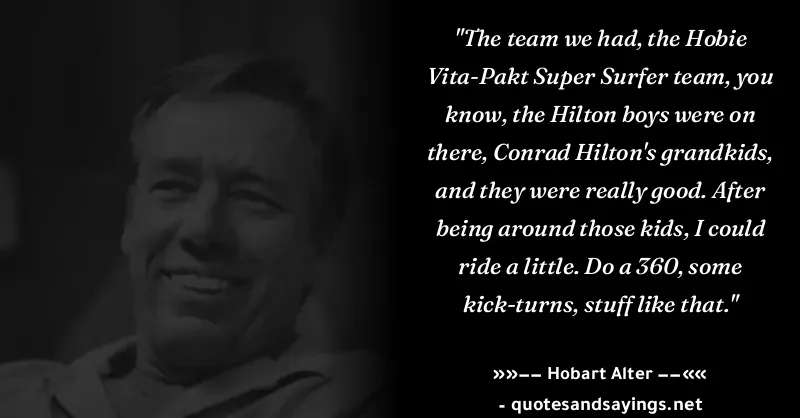 "The team we had, the Hobie
Vita-Pakt Super Surfer team, you
know, the Hilton boys were on
there, Conrad Hilton's grandkids,
and they were really good. After
being around those kids, I could
ride a little. Do a 360, some
kick-turns, stuff like that."
»»—— Hobart Alter ——««
- quotesandsayings.net